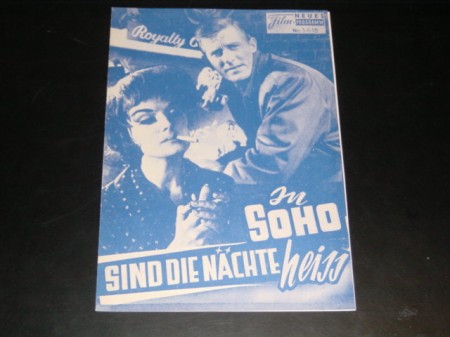 Royalty
film
NEUES
PROGRAMM
in
SOHO
SIND DIE NÄCHTE heiss